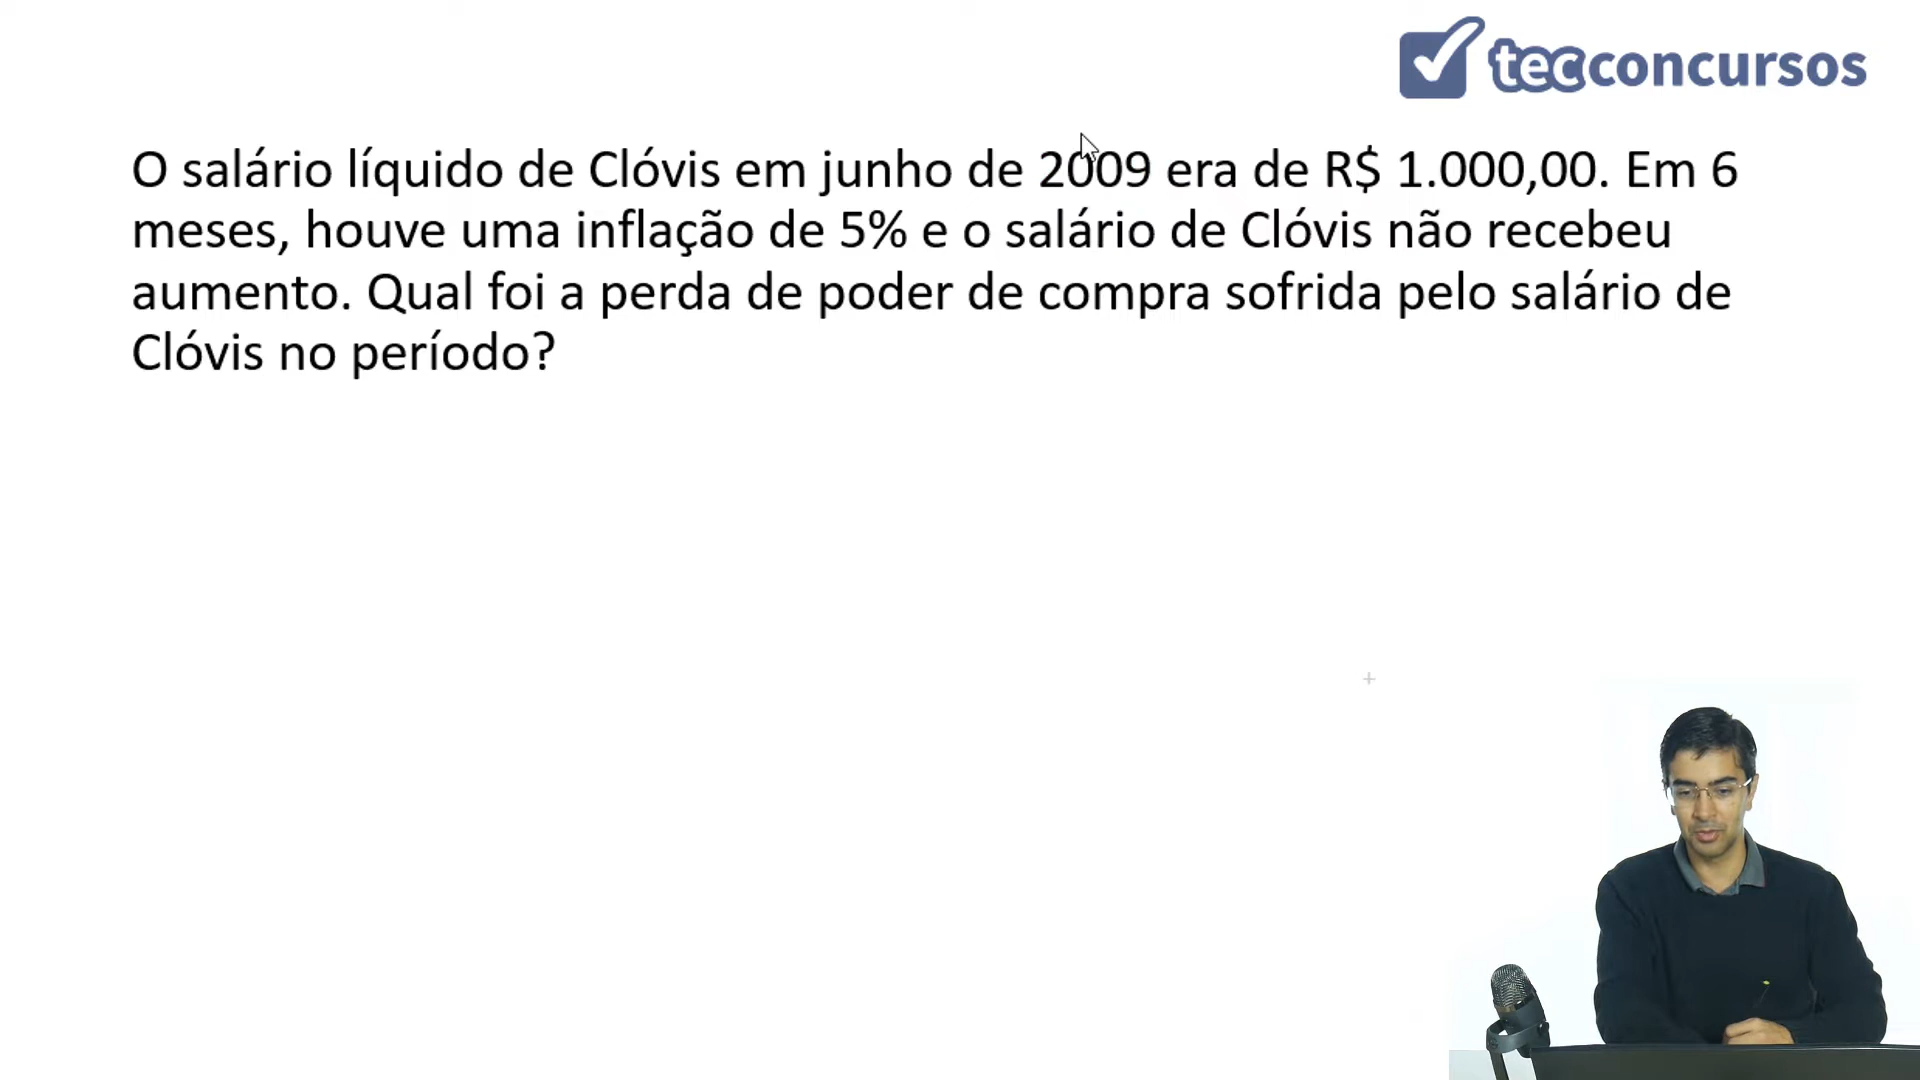 tecconcursos
O salário líquido de Clóvis em junho de 2009 era de R$ 1.000,00. Em 6
meses, houve uma inflação de 5% e o salário de Clóvis não recebeu
aumento. Qual foi a perda de poder de compra sofrida pelo salário de
Clóvis no período?